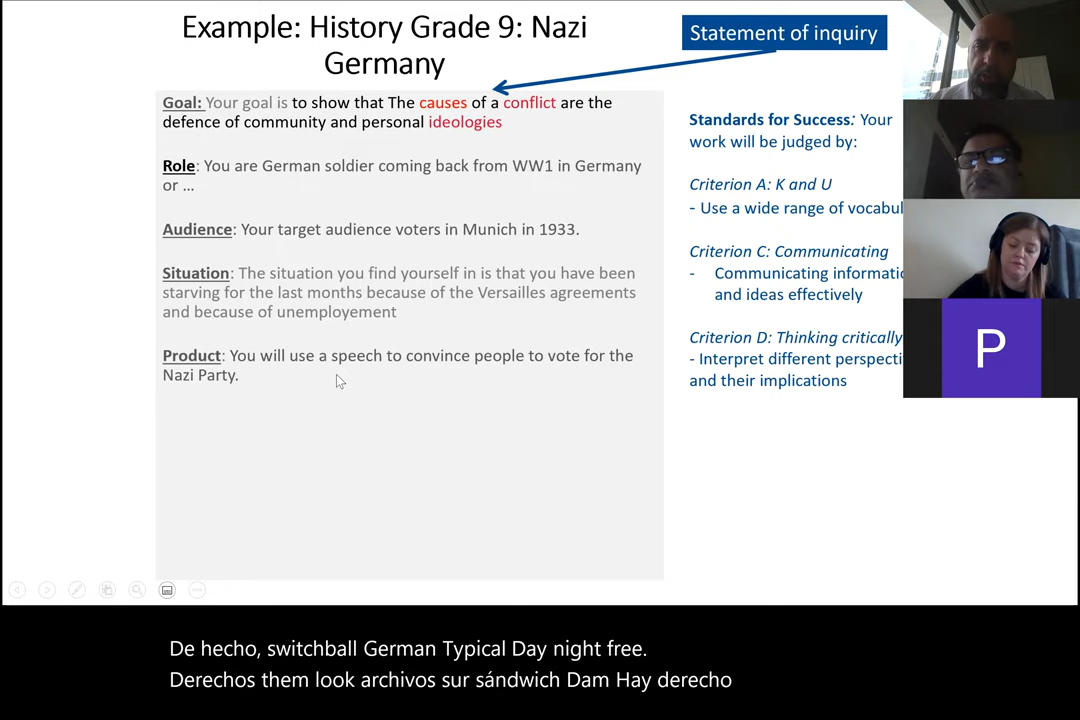 Example: History Grade 9: Nazi
Germany
Statement of inquiry
Goal: Your goal is to show that The causes of a conflict are the
defence of community and personal ideologies
Role: You are German soldier coming back from WW1 in Germany
or ...
Audience: Your target audience voters in Munich in 1933.
Situation: The situation you find yourself in is that you have been
starving for the last months because of the Versailles agreements
and because of unemployement
Product: You will use a speech to convince people to vote for the
Nazi Party.
Standards for Success: Your
work will be judged by:
Criterion A: K and U
- Use a wide range of vocabul
Criterion C: Communicating
- Communicating informatio
and ideas effectively
Criterion D: Thinking critically
- Interpret different perspecti
and their implications
P
De hecho, switchball German Typical Day night free.
Derechos them look archivos sur sándwich Dam Hay derecho